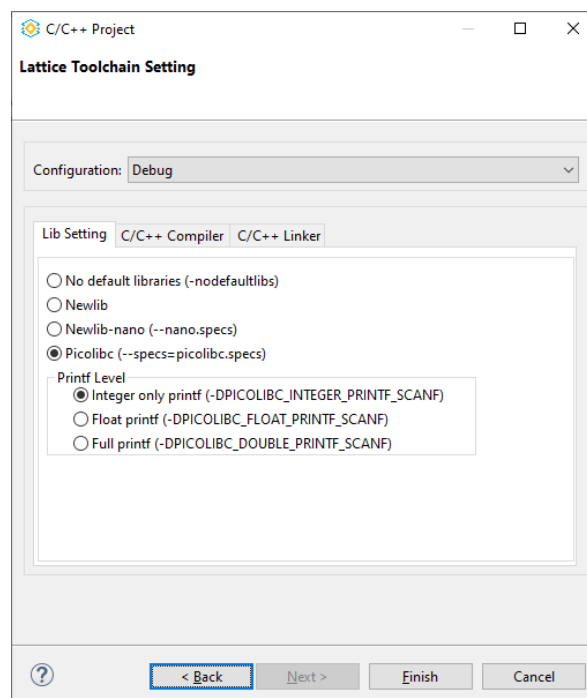 C/C++ Project
Lattice Toolchain Setting
Configuration: Debug
Lib Setting C/C++ Compiler C/C++ Linker
No default libraries (-nodefaultlibs)
Newlib
Newlib-nano (--nano.specs)
Picolibc (--specs=picolibc.specs)
Printf Level
Integer only printf (-DPICOLIBC_INTEGER_PRINTF_SCANF)
Float printf (-DPICOLIBC_FLOAT_PRINTF_SCANF)
Full printf (-DPICOLIBC_DOUBLE_PRINTF_SCANF)
? < Back Next > Finish Cancel